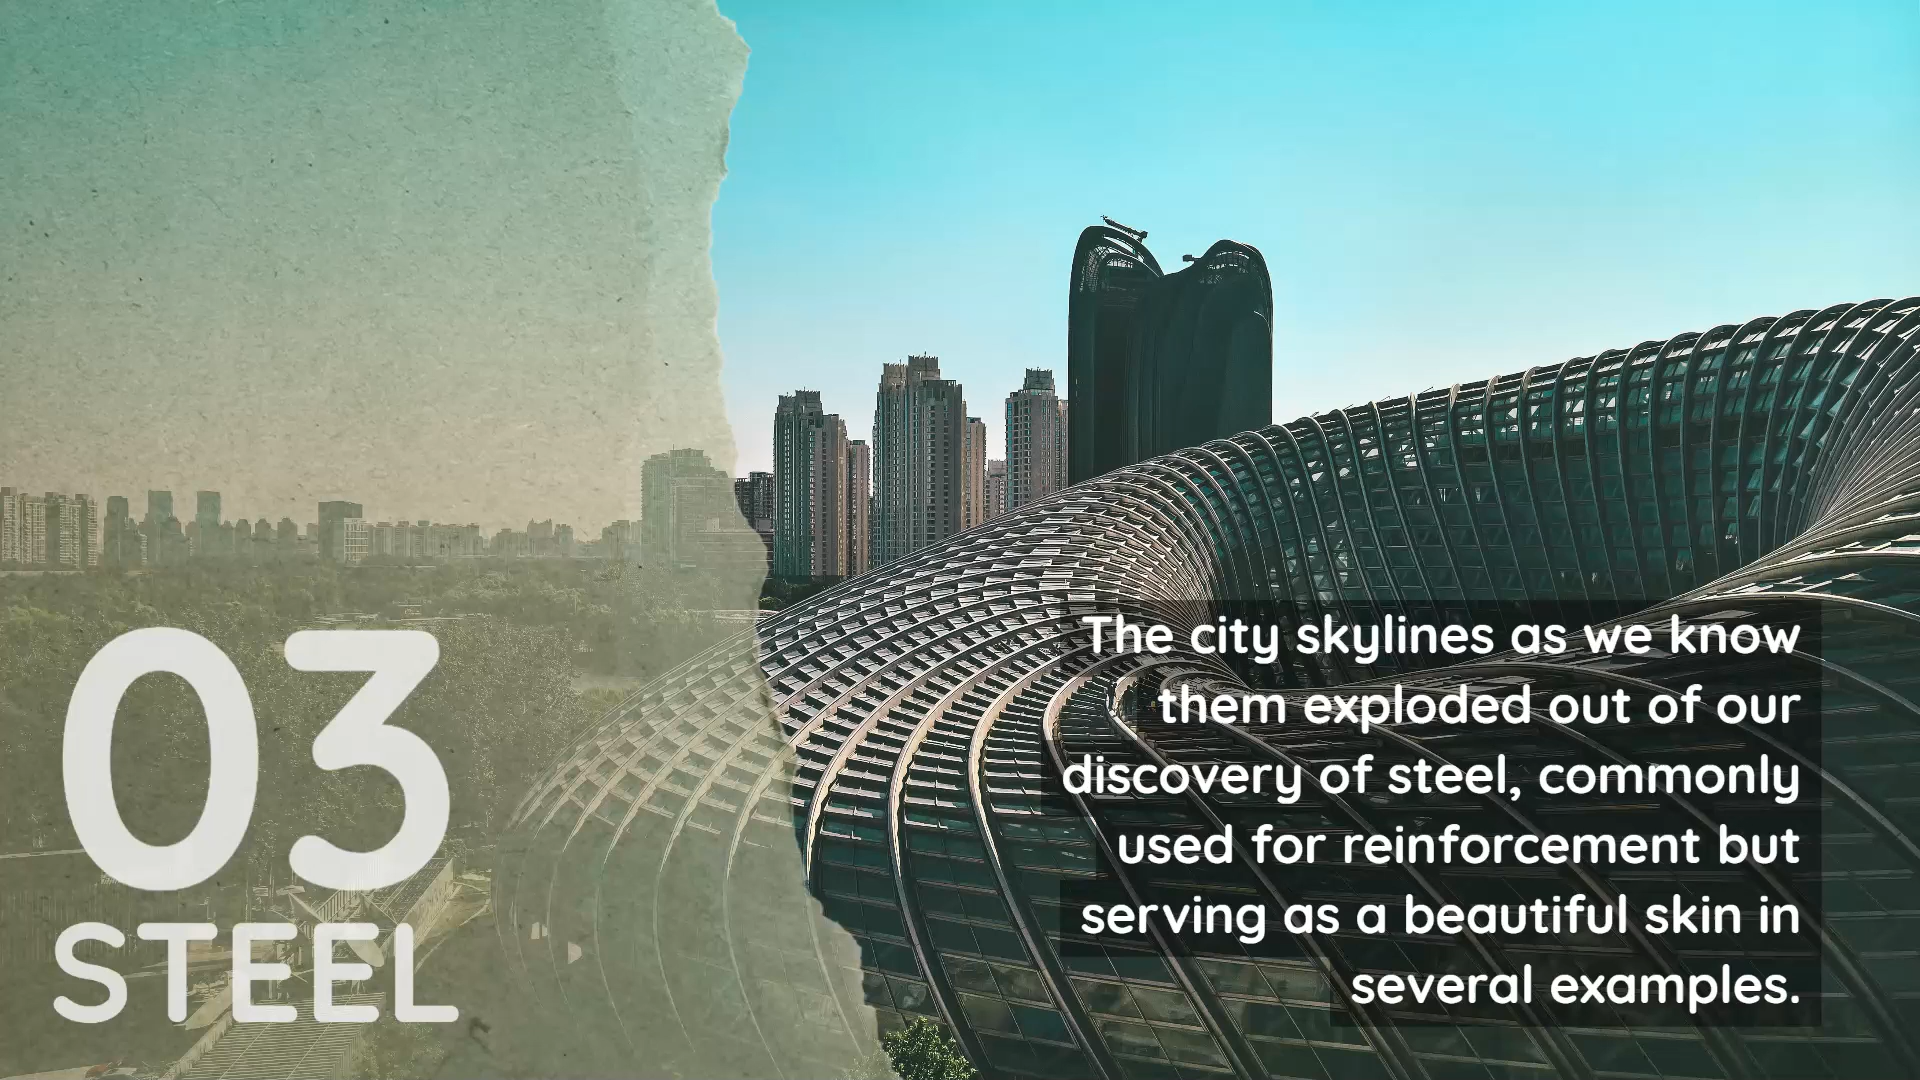 03
STEEL
The city skylines as we know
them exploded out of our
discovery of steel, commonly
used for reinforcement but
serving as a beautiful skin in
several examples.